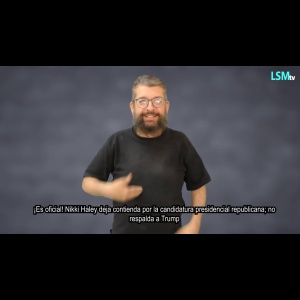 LSMtv
¡Es oficial! Nikki Haley deja contienda por la candidatura presidencial republicana; no
respalda a Trump